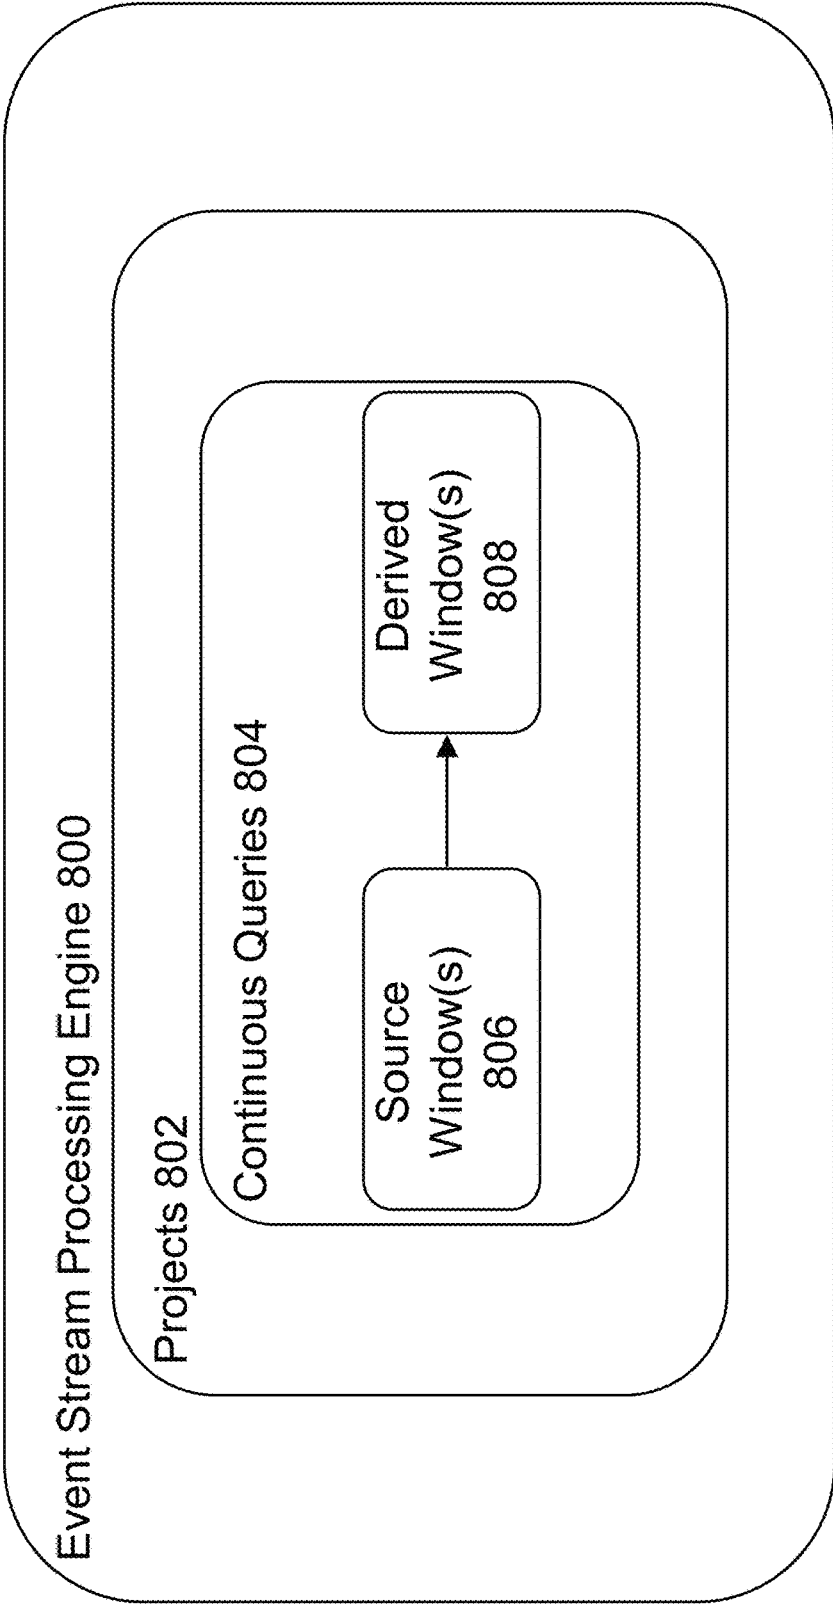 Event Stream Processing Engine 800
Projects 802
Continuous Queries 804
Source
Window(s)
806
Derived
Window(s)
808